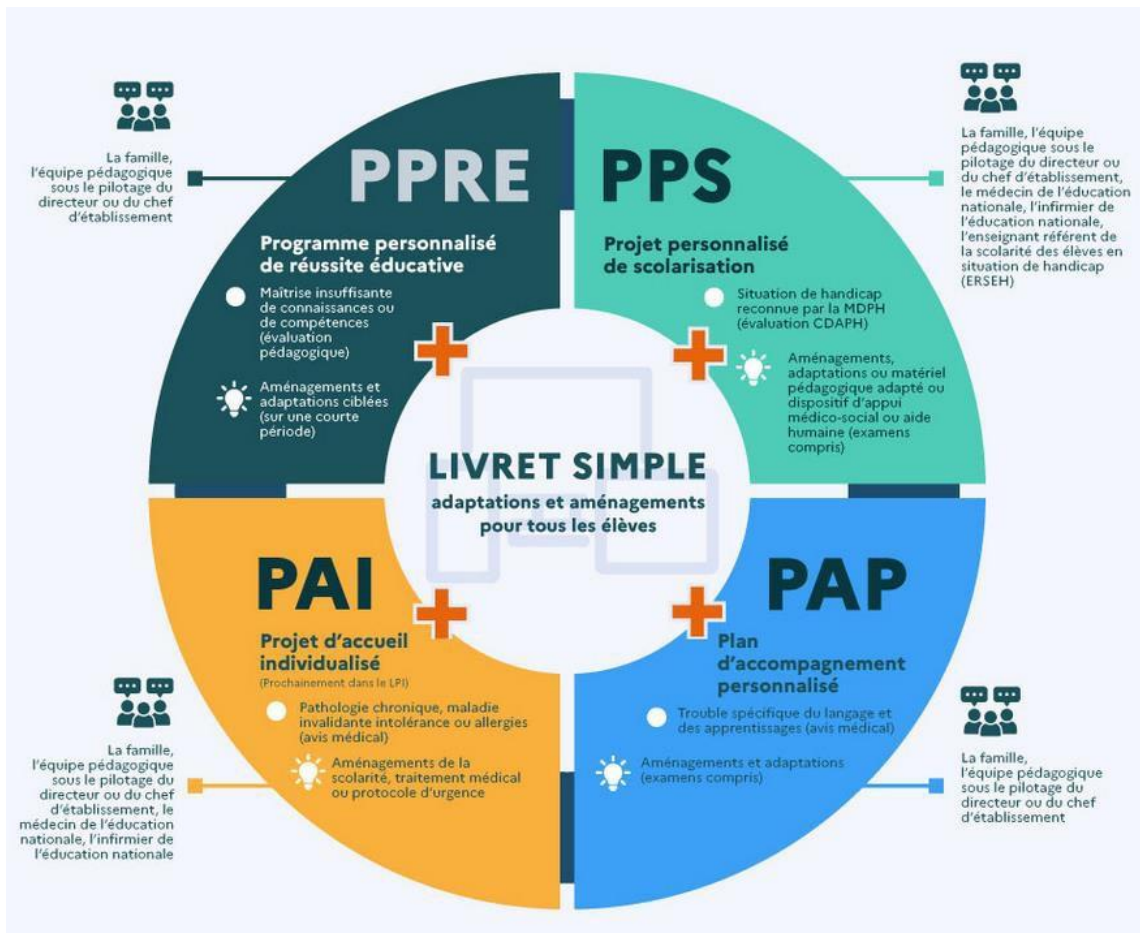 La famille,
l'équipe pédagogique
sous le pilotage du
directeur ou du chef
d'établissement
PPRE
Programme personnalisé
de réussite éducative
Maîtrise insuffisante
de connaissances ou
de compétences
(évaluation
pédagogique)
Aménagements et
adaptations ciblées
(sur une courte
période)
PPS
Projet personnalisé
de scolarisation
Situation de handicap
reconnue par la MDPH
(évaluation CDAPH)
Aménagements,
adaptations ou matériel
pédagogique adapté ou
dispositif d'appui
médico-social ou aide
humaine (examens
compris)
La famille, l'équipe
pédagogique sous le
pilotage du directeur ou
du chef d'établissement,
le médecin de l'éducation
nationale, l'infirmier de
l'éducation nationale,
l'enseignant référent de
la scolarité des élèves en
situation de handicap
(ERSEH)
LIVRET SIMPLE
adaptations et aménagements
pour tous les élèves
PAI
Projet d'accueil
individualisé
(Prochainement dans le LPI)
Pathologie chronique, maladie
invalidante intolérance ou allergies
(avis médical)
Aménagements de la
scolarité, traitement médical
ou protocole d'urgence
La famille,
l'équipe pédagogique
sous le pilotage du
directeur ou du chef
d'établissement, le
médecin de l'éducation
nationale, l'infirmier de
l'éducation nationale
PAP
Plan
d'accompagnement
personnalisé
Trouble spécifique du langage et
des apprentissages (avis médical)
Aménagements et adaptations
(examens compris)
La famille,
l'équipe pédagogique
sous le pilotage du
directeur ou du chef
d'établissement